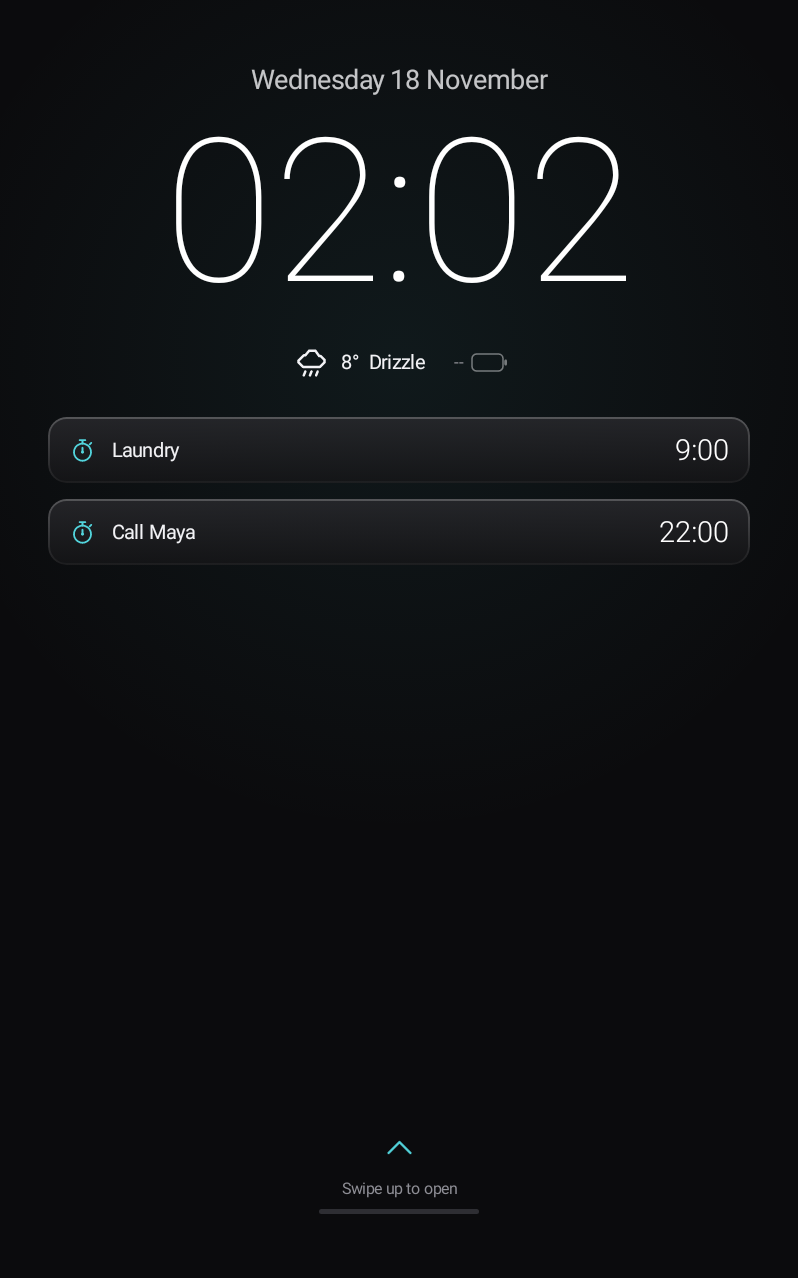 Wednesday 18 November
02:02
8° Drizzle --
Laundry 9:00
Call Maya 22:00
Swipe up to open